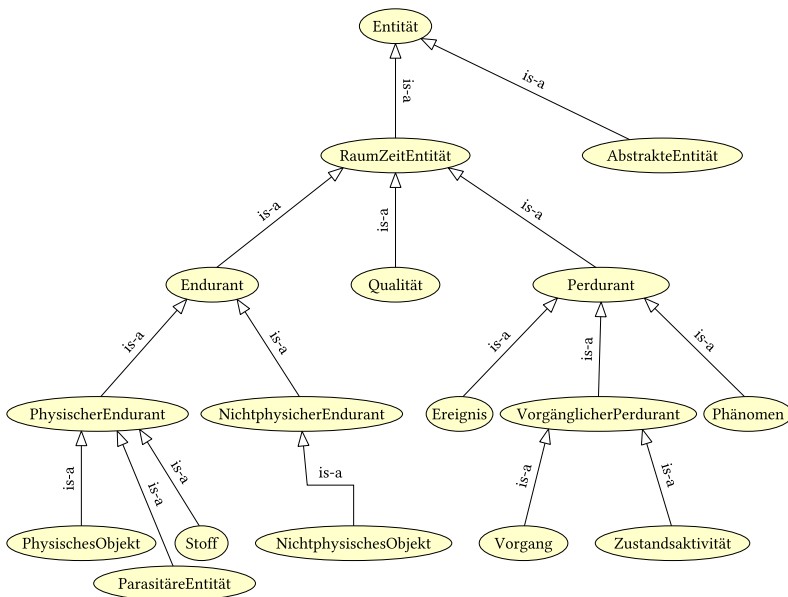 Entität
is-a
is-a
RaumZeitEntität
AbstrakteEntität
is-a
is-a
is-a
Endurant
Qualität
Perdurant
is-a
is-a
is-a
is-a
is-a
PhysischerEndurant
NichtphysicherEndurant
Ereignis
VorgänglicherPerdurant
Phänomen
is-a
is-a
is-a
is-a
is-a
is-a
PhysischesObjekt
Stoff
NichtphysischesObjekt
Vorgang
Zustandsaktivität
ParasitäreEntität